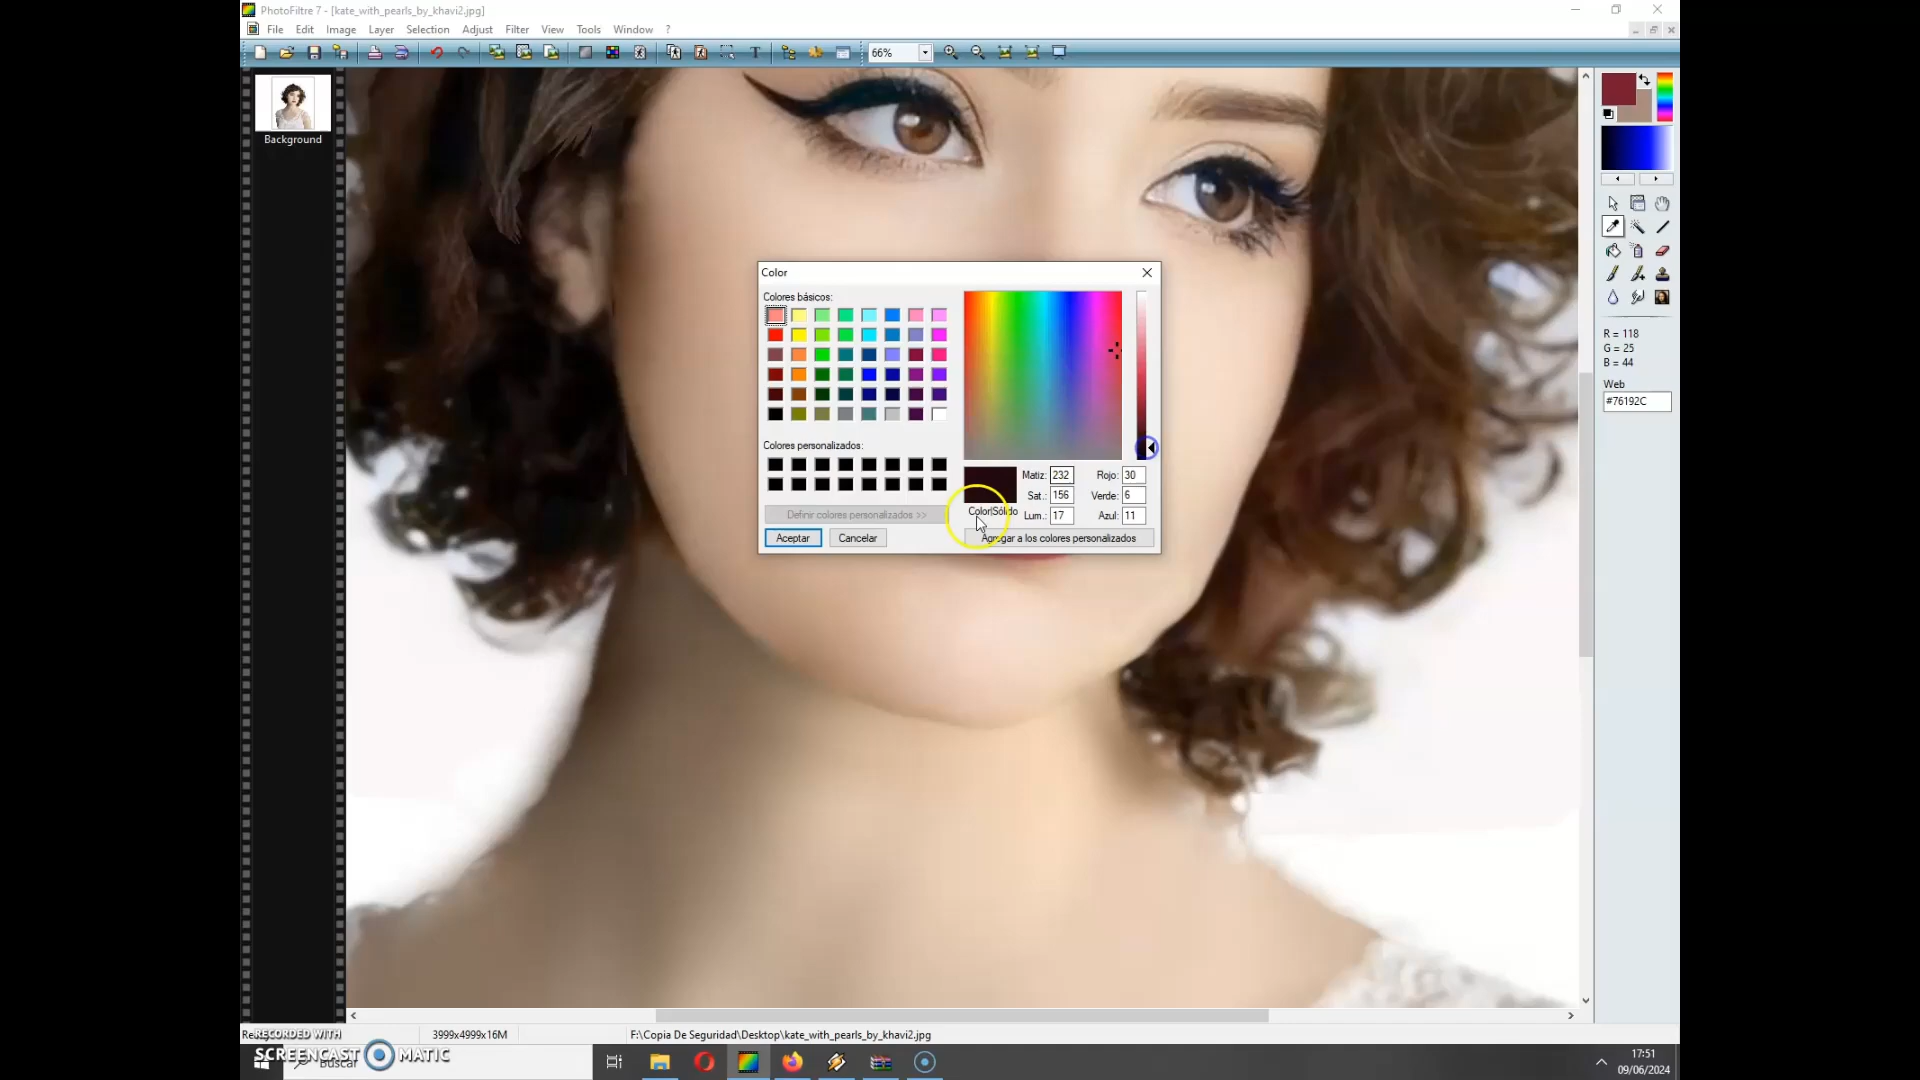 PhotoFiltre 7 - [kate_with_pearls_by_khavi2.jpg]
File Edit Image Layer Selection Adjust Filter View Tools Window ?
66%
Background
Color
Colores básicos:
Colores personalizados:
Definir colores personalizados >>
Aceptar Cancelar
Color|Sólido
Matiz: 232 Rojo: 30
Sat.: 156 Verde: 6
Lum.: 17 Azul: 11
Agregar a los colores personalizados
R = 118
G = 25
B = 44
Web
#76192C
3999x4999x16M F:\Copia De Seguridad\Desktop\kate_with_pearls_by_khavi2.jpg
RECORDED WITH
SCREENCAST MATIC
Buscar
17:51
09/06/2024